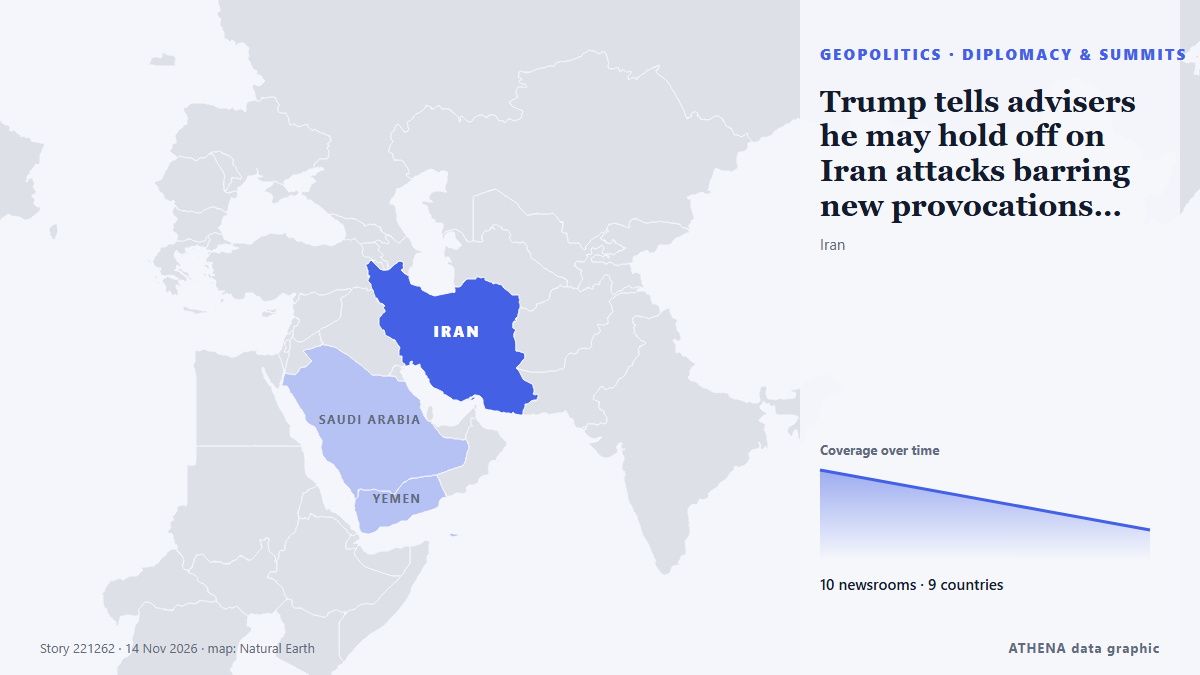 GEOPOLITICS · DIPLOMACY & SUMMITS
Trump tells advisers
he may hold off on
Iran attacks barring
new provocations…
Iran
IRAN
SAUDI ARABIA
YEMEN
Coverage over time
10 newsrooms · 9 countries
Story 221262 · 14 Nov 2026 · map: Natural Earth
ATHENA data graphic